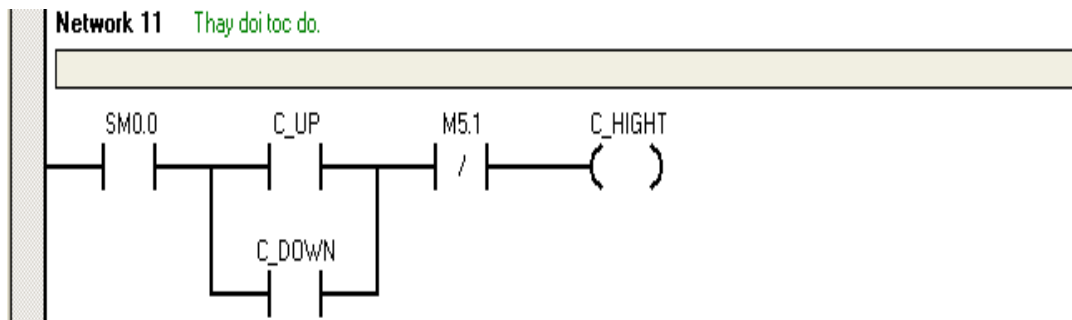 Network 11 Thay doi toc do.
SM0.0 C_UP M5.1 C_HIGHT
/
C_DOWN